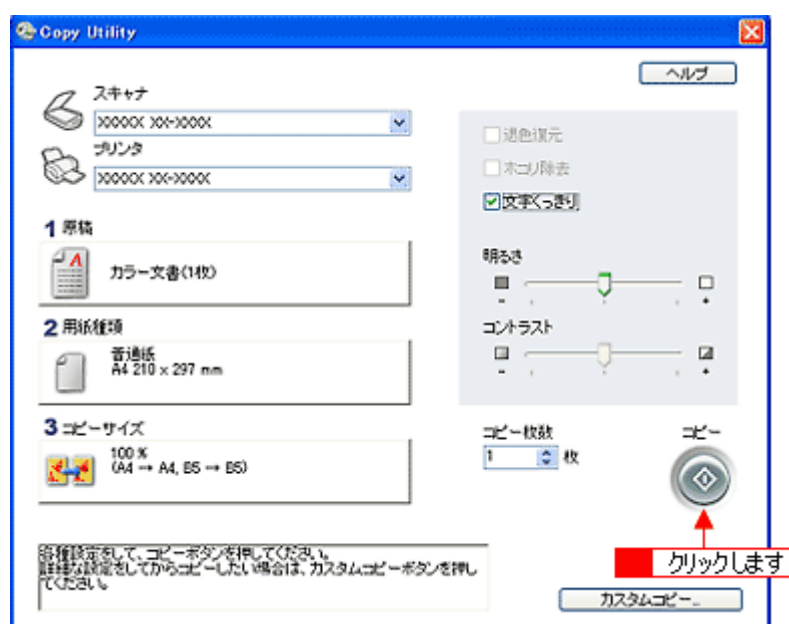 Copy Utility
ヘルプ
スキャナ
XXXXX XX-XXXX
プリンタ
XXXXX XX-XXXX
退色復元
ホコリ除去
文字くっきり
1 原稿
A
カラー文書(1枚)
明るさ
- +
2 用紙種類
普通紙
A4 210 x 297 mm
コントラスト
- +
3 コピーサイズ
100 %
(A4 → A4, B5 → B5)
コピー枚数
1 枚
コピー
各種設定をして、コピーボタンを押してください。
詳細な設定をしてからコピーしたい場合は、カスタムコピーボタンを押し
てください。
クリックします
カスタムコピー...